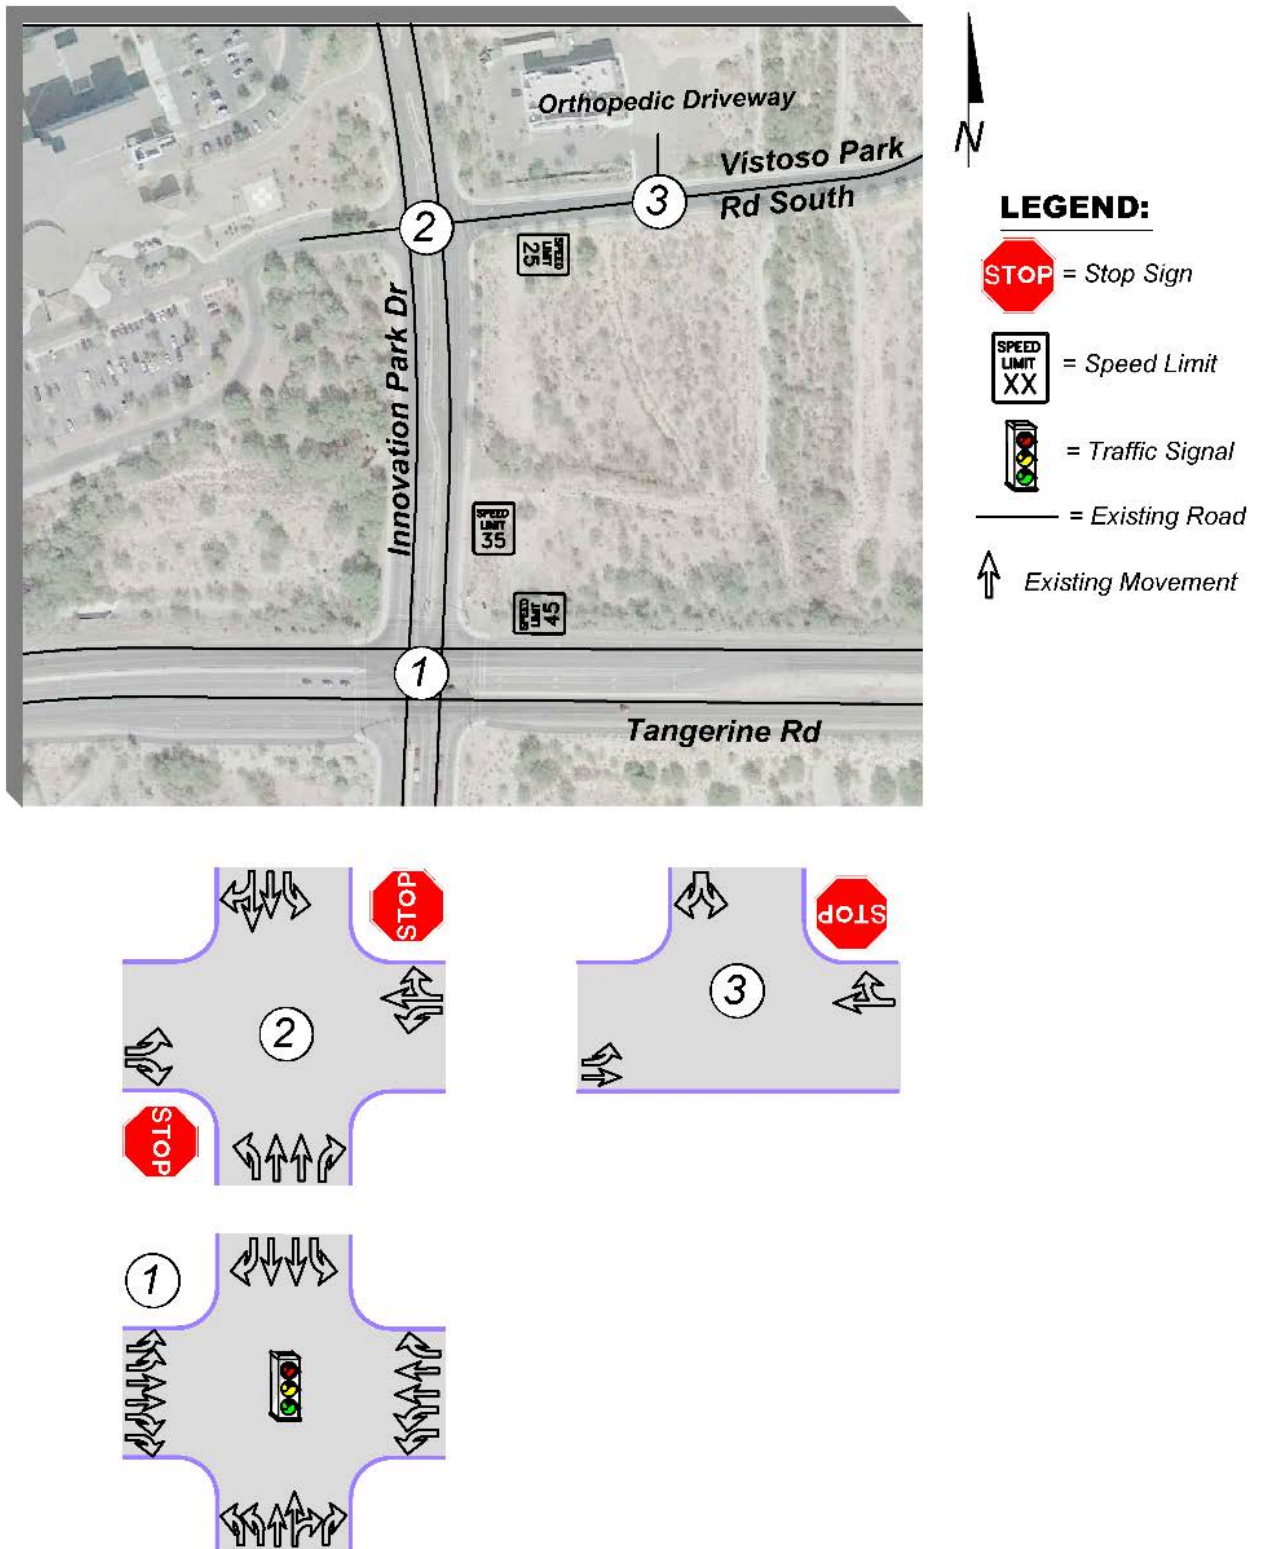 Orthopedic Driveway
N
Vistoso Park
Rd South
3
2
SPEED
LIMIT
25
Innovation Park Dr
SPEED
LIMIT
35
SPEED
LIMIT
45
1
Tangerine Rd
LEGEND:
STOP = Stop Sign
SPEED
LIMIT
XX
= Speed Limit
= Traffic Signal
= Existing Road
Existing Movement
STOP
2
STOP
STOP
3
1